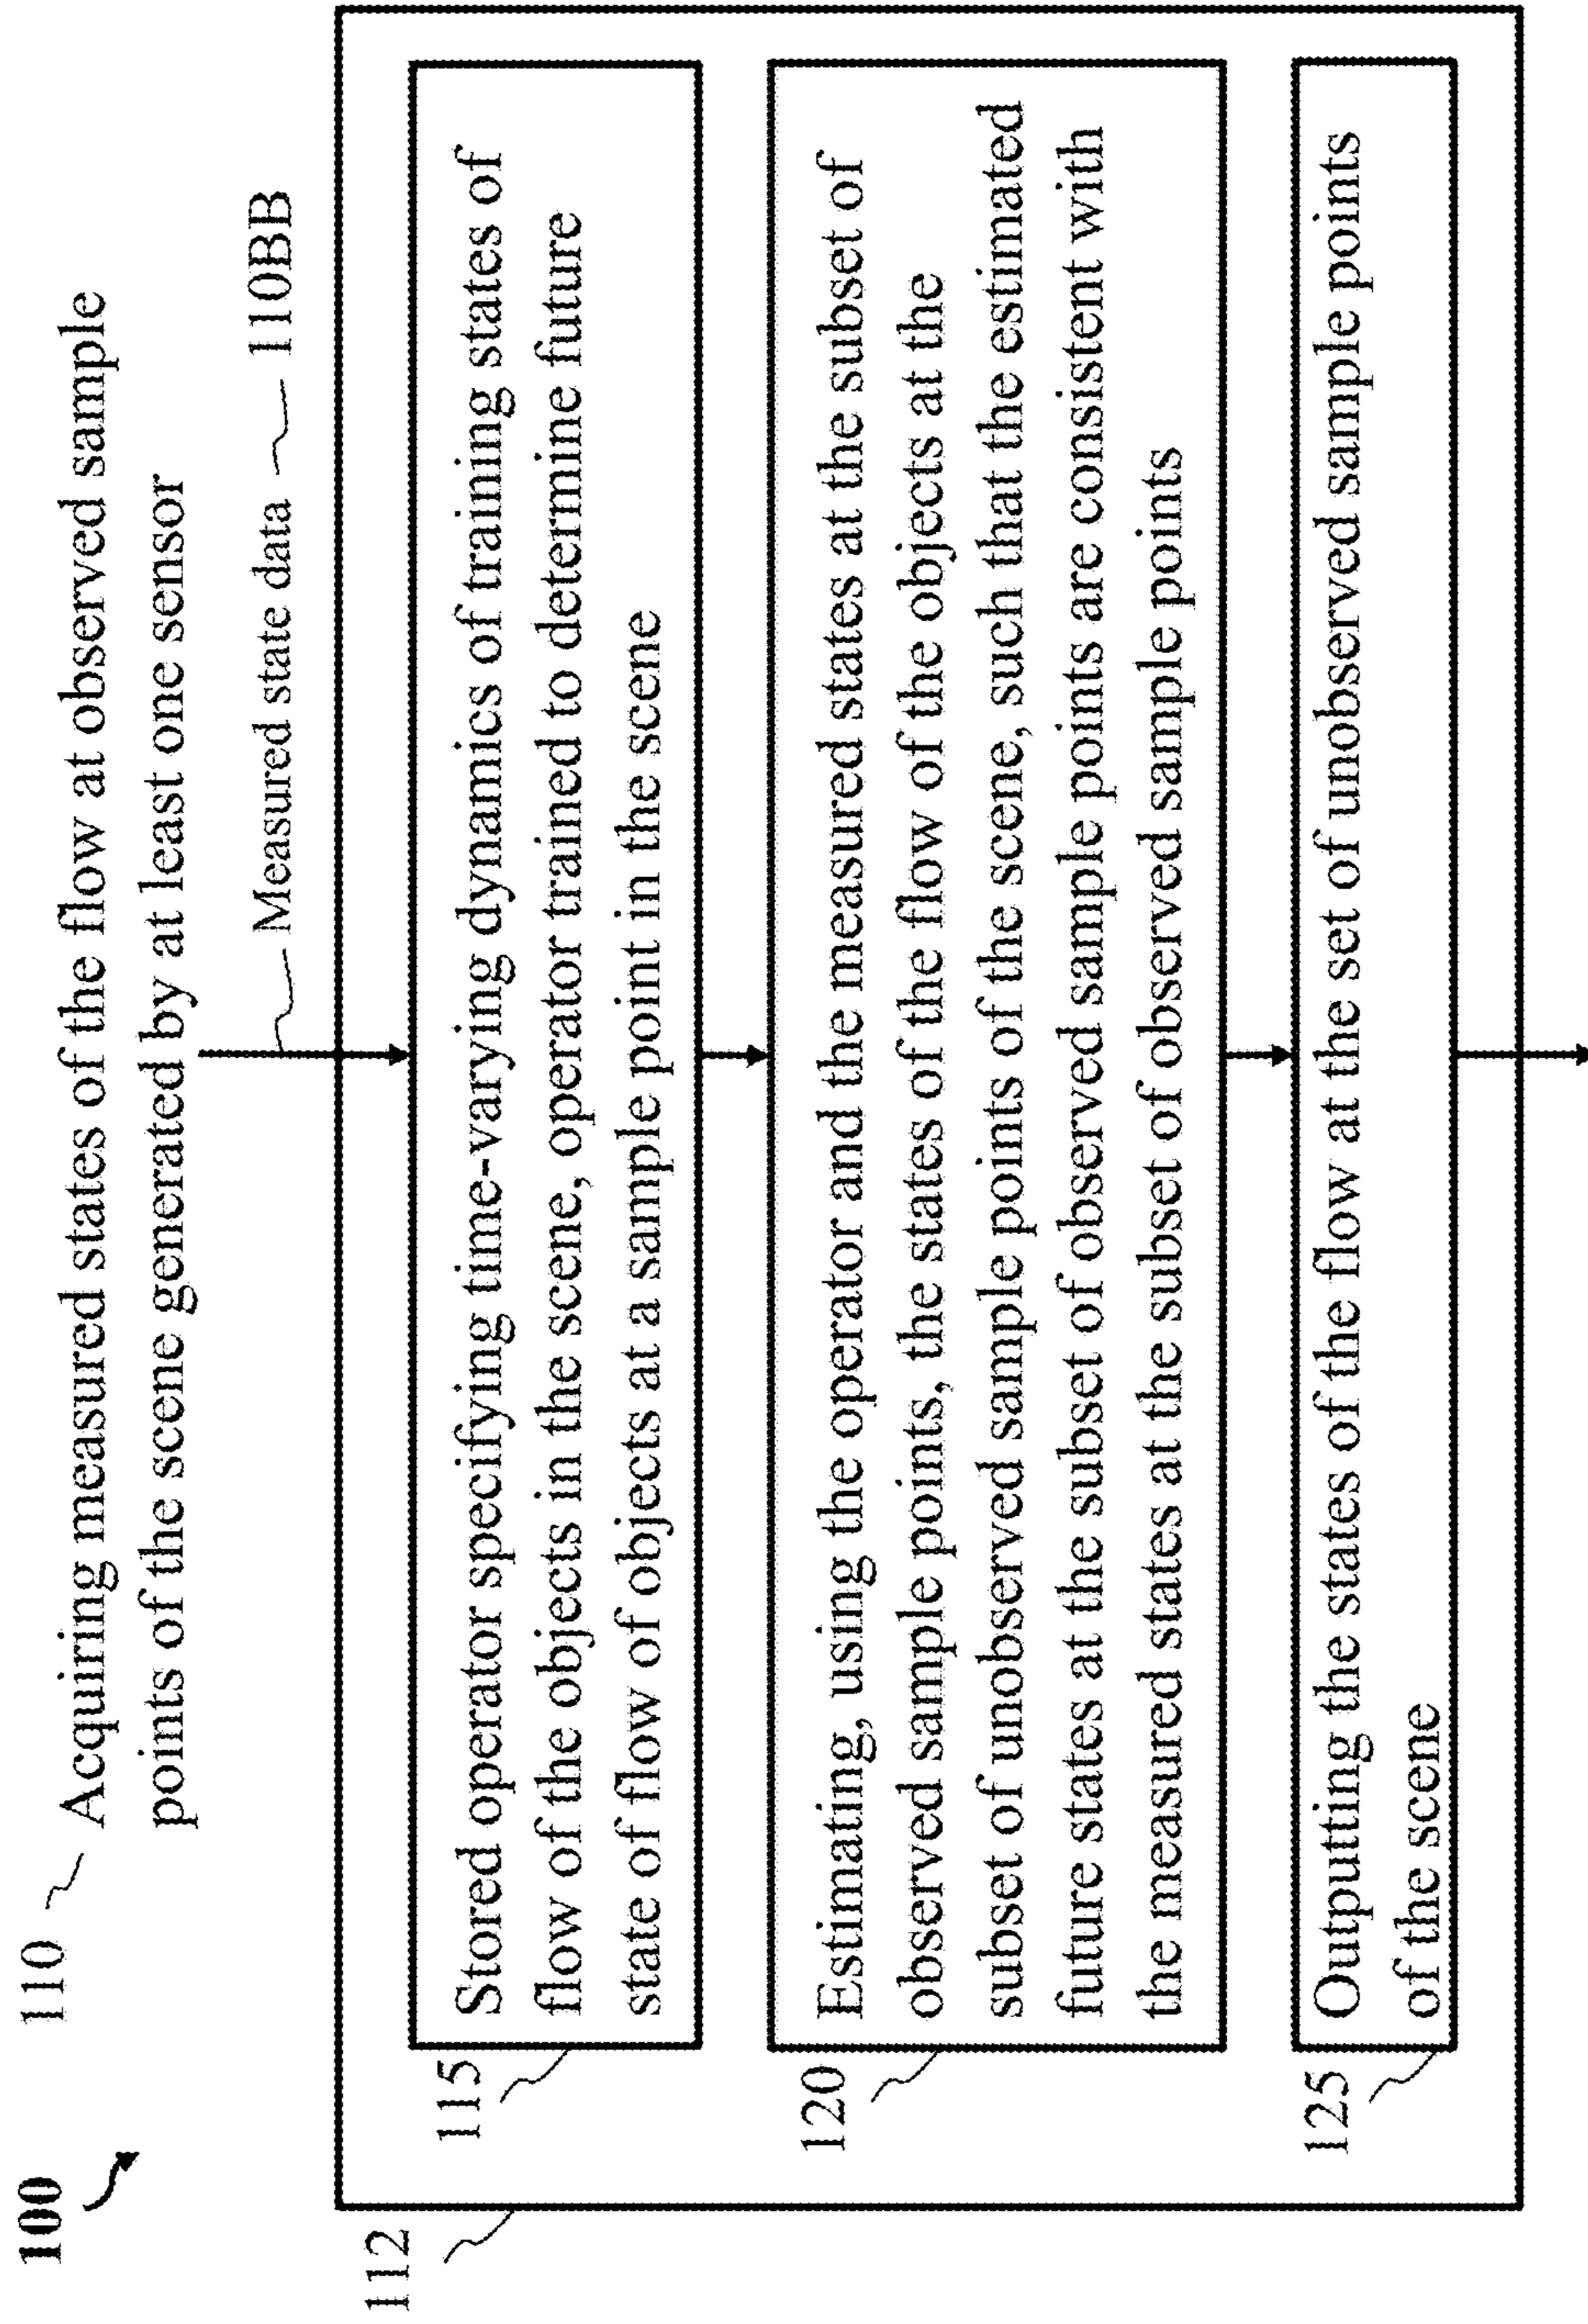 100
110
Acquiring measured states of the flow at observed sample
points of the scene generated by at least one sensor
Measured state data
110BB
112
115
Stored operator specifying time-varying dynamics of training states of
flow of the objects in the scene, operator trained to determine future
state of flow of objects at a sample point in the scene
120
Estimating, using the operator and the measured states at the subset of
observed sample points, the states of the flow of the objects at the
subset of unobserved sample points of the scene, such that the estimated
future states at the subset of observed sample points are consistent with
the measured states at the subset of observed sample points
125
Outputting the states of the flow at the set of unobserved sample points
of the scene